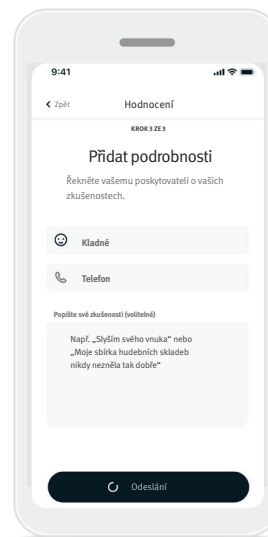 9:41
Zpět
Hodnocení
KROK 3 ZE 3
Přidat podrobnosti
Řekněte vašemu poskytovateli o vašich
zkušenostech.
Kladné
Telefon
Popište své zkušenosti (volitelné)
Např. „Slyším svého vnuka“ nebo
„Moje sbírka hudebních skladeb
nikdy nezněla tak dobře“
Odeslání